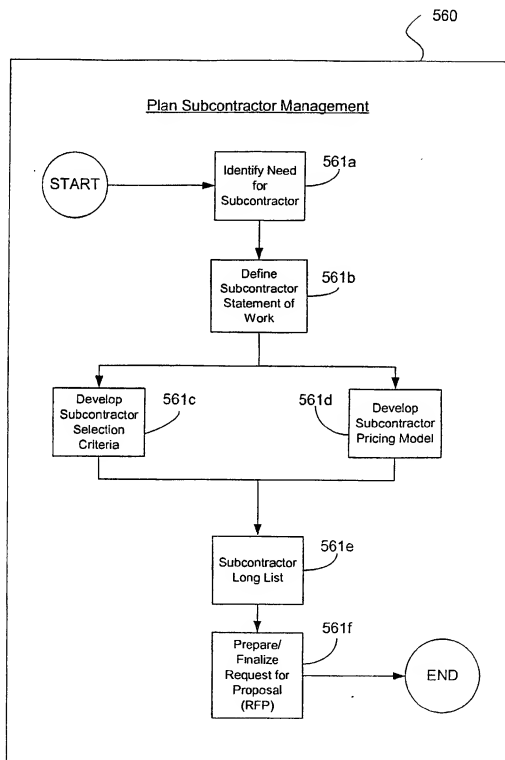 560
Plan Subcontractor Management
START
Identify Need
for
Subcontractor
561a
Define
Subcontractor
Statement of
Work
561b
Develop
Subcontractor
Selection
Criteria
561c
561d
Develop
Subcontractor
Pricing Model
Subcontractor
Long List
561e
Prepare/
Finalize
Request for
Proposal
(RFP)
561f
END